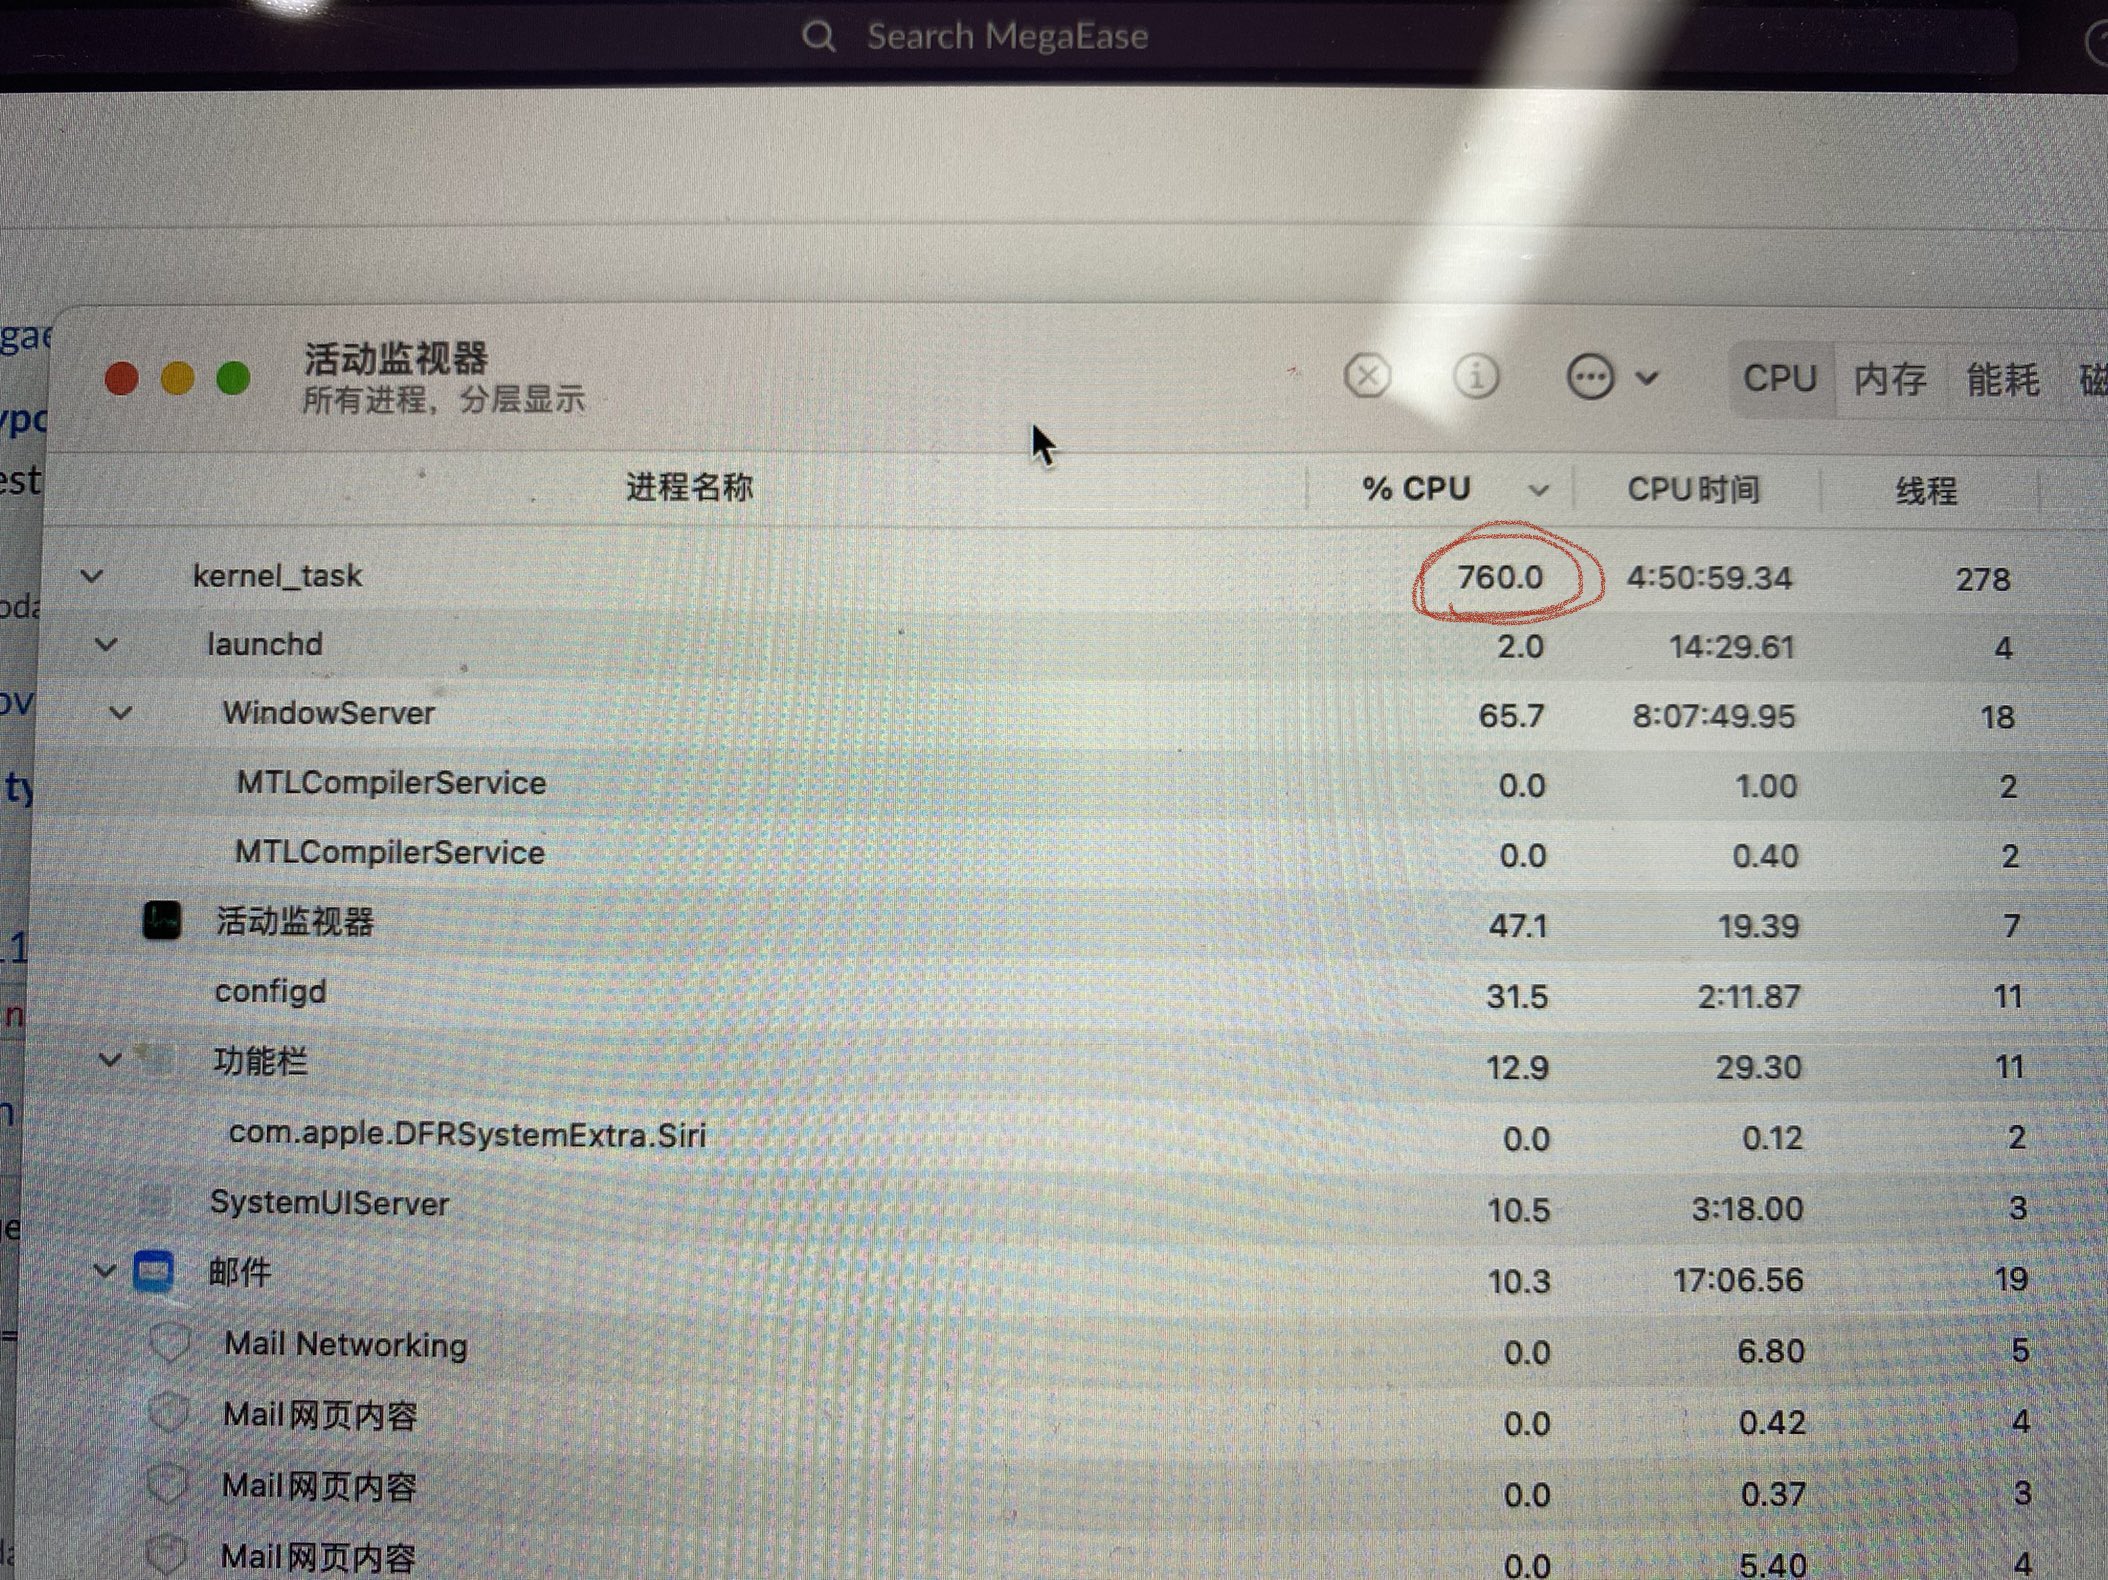 Search MegaEase
活动监视器
所有进程，分层显示
CPU 内存 能耗 磁
进程名称 % CPU CPU时间 线程
kernel_task 760.0 4:50:59.34 278
launchd 2.0 14:29.61 4
WindowServer 65.7 8:07:49.95 18
MTLCompilerService 0.0 1.00 2
MTLCompilerService 0.0 0.40 2
活动监视器 47.1 19.39 7
configd 31.5 2:11.87 11
功能栏 12.9 29.30 11
com.apple.DFRSystemExtra.Siri 0.0 0.12 2
SystemUIServer 10.5 3:18.00 3
邮件 10.3 17:06.56 19
Mail Networking 0.0 6.80 5
Mail网页内容 0.0 0.42 4
Mail网页内容 0.0 0.37 3
Mail网页内容 0.0 5.40 4